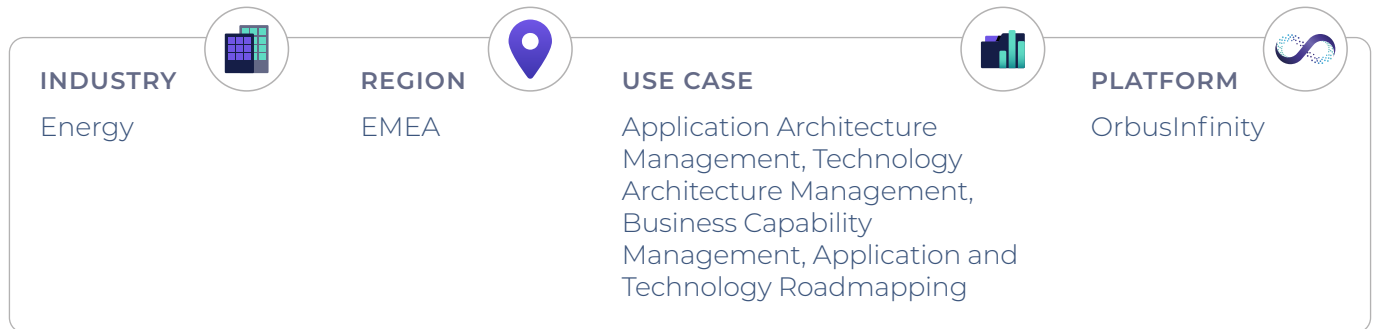 INDUSTRY
Energy
REGION
EMEA
USE CASE
Application Architecture
Management, Technology
Architecture Management,
Business Capability
Management, Application and
Technology Roadmapping
PLATFORM
OrbusInfinity